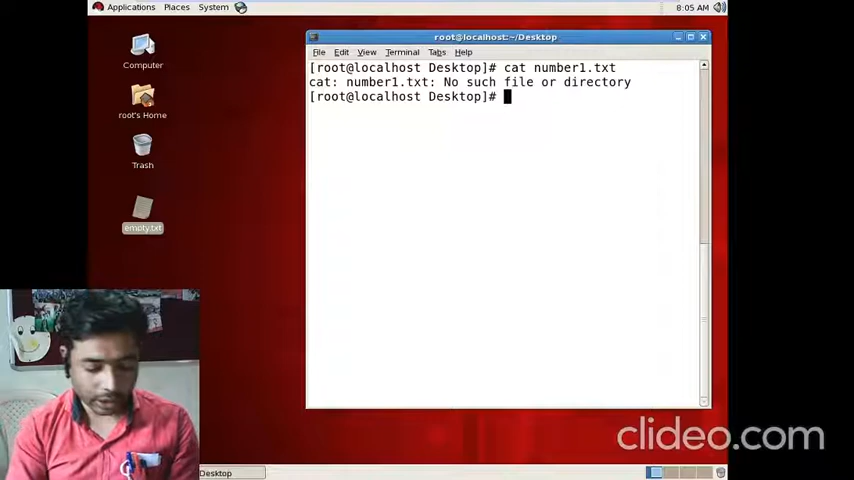 Applications Places System
8:05 AM
root@localhost:~/Desktop
File Edit View Terminal Tabs Help
[root@localhost Desktop]# cat number1.txt
cat: number1.txt: No such file or directory
[root@localhost Desktop]#
Computer
root's Home
Trash
empty.txt
clideo.com
Desktop